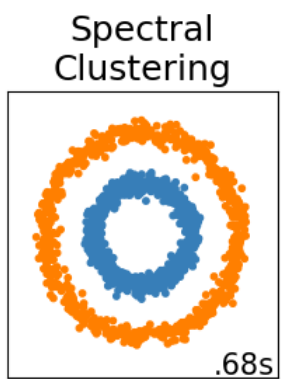 Spectral
Clustering
.68s